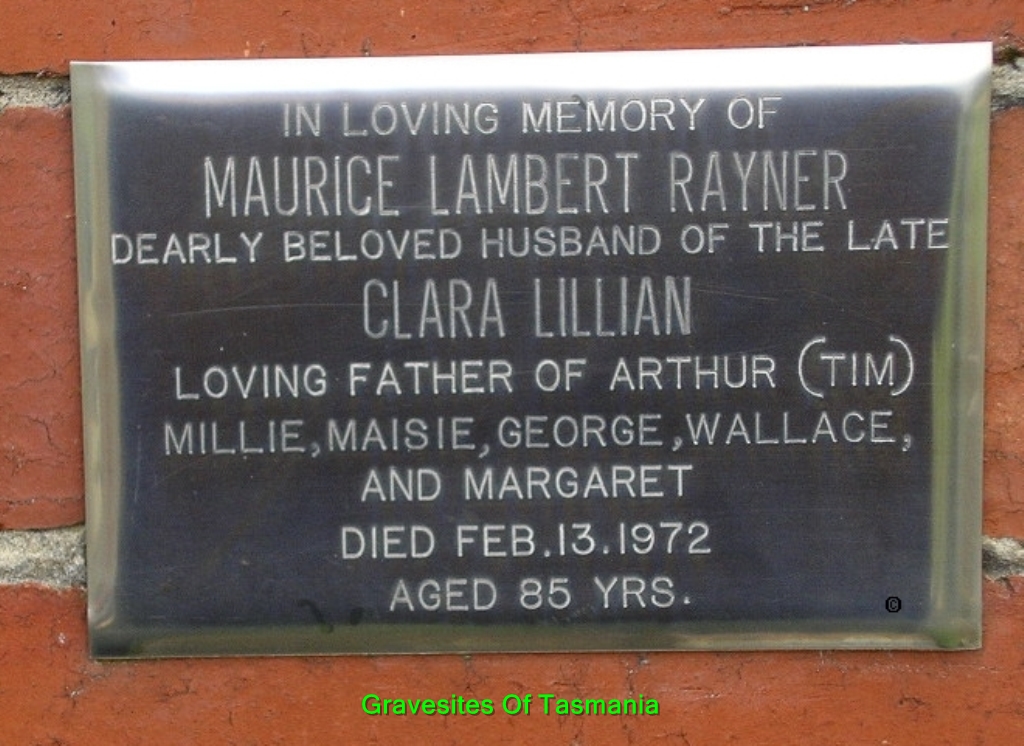 IN LOVING MEMORY OF
MAURICE LAMBERT RAYNER
DEARLY BELOVED HUSBAND OF THE LATE
CLARA LILLIAN
LOVING FATHER OF ARTHUR (TIM)
MILLIE, MAISIE, GEORGE, WALLACE,
AND MARGARET
DIED FEB. 13. 1972
AGED 85 YRS.
©
Gravesites Of Tasmania